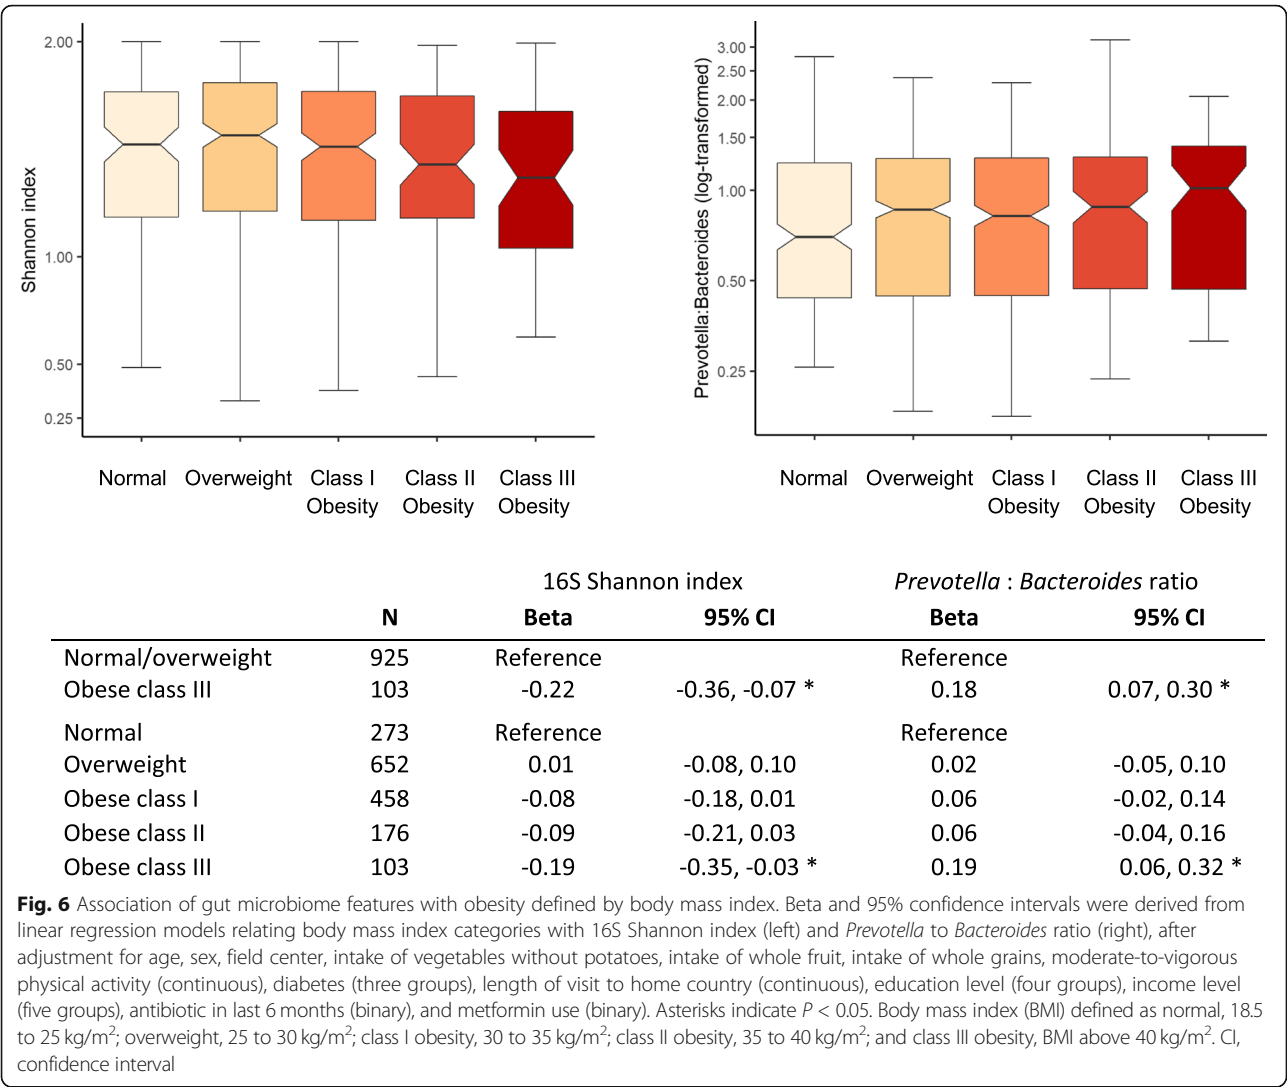 Shannon index
2.00
1.00
0.50
0.25
Normal Overweight Class I Obesity Class II Obesity Class III Obesity
Prevotella:Bacteroides (log-transformed)
3.00
2.50
2.00
1.50
1.00
0.50
0.25
Normal Overweight Class I Obesity Class II Obesity Class III Obesity
16S Shannon index Prevotella : Bacteroides ratio
N Beta 95% CI Beta 95% CI
Normal/overweight 925 Reference Reference
Obese class III 103 -0.22 -0.36, -0.07 * 0.18 0.07, 0.30 *
Normal 273 Reference Reference
Overweight 652 0.01 -0.08, 0.10 0.02 -0.05, 0.10
Obese class I 458 -0.08 -0.18, 0.01 0.06 -0.02, 0.14
Obese class II 176 -0.09 -0.21, 0.03 0.06 -0.04, 0.16
Obese class III 103 -0.19 -0.35, -0.03 * 0.19 0.06, 0.32 *
Fig. 6 Association of gut microbiome features with obesity defined by body mass index. Beta and 95% confidence intervals were derived from
linear regression models relating body mass index categories with 16S Shannon index (left) and Prevotella to Bacteroides ratio (right), after
adjustment for age, sex, field center, intake of vegetables without potatoes, intake of whole fruit, intake of whole grains, moderate-to-vigorous
physical activity (continuous), diabetes (three groups), length of visit to home country (continuous), education level (four groups), income level
(five groups), antibiotic in last 6 months (binary), and metformin use (binary). Asterisks indicate P < 0.05. Body mass index (BMI) defined as normal, 18.5
to 25 kg/m²; overweight, 25 to 30 kg/m²; class I obesity, 30 to 35 kg/m²; class II obesity, 35 to 40 kg/m²; and class III obesity, BMI above 40 kg/m². CI,
confidence interval